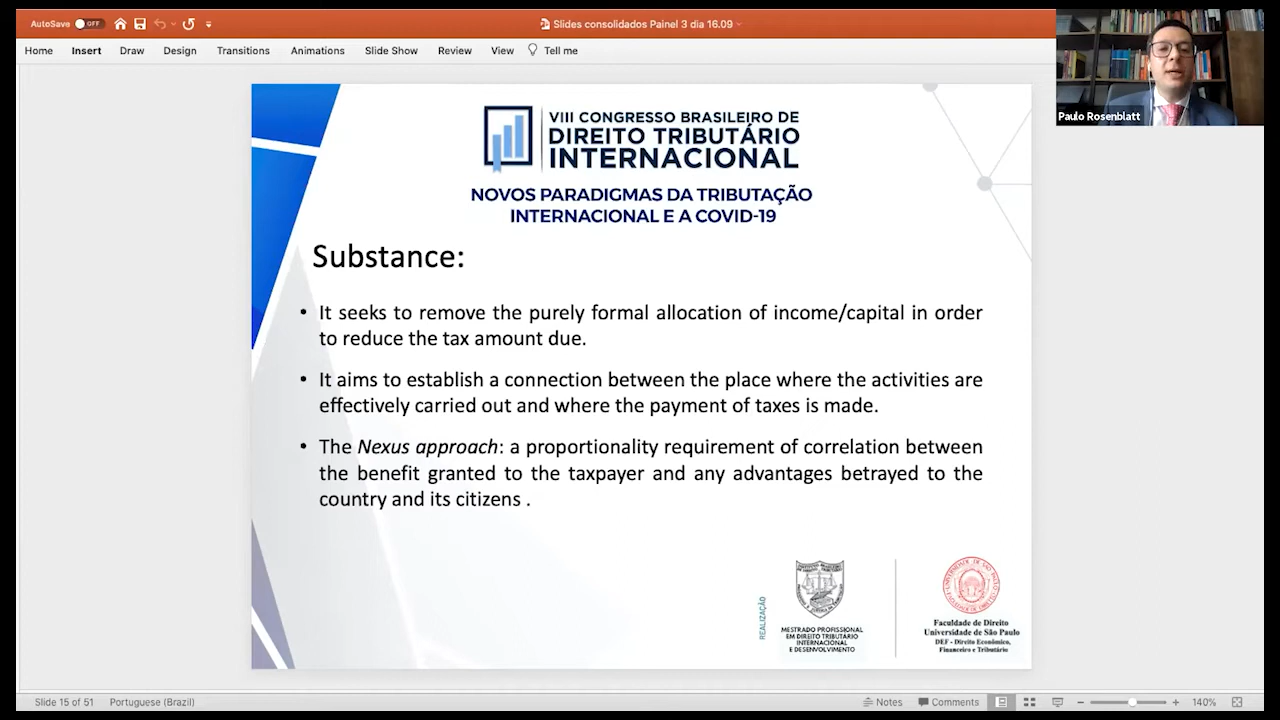 AutoSave OFF
Slides consolidados Painel 3 dia 16.09
Home Insert Draw Design Transitions Animations Slide Show Review View Tell me
Paulo Rosenblatt
VIII CONGRESSO BRASILEIRO DE
DIREITO TRIBUTÁRIO
INTERNACIONAL
NOVOS PARADIGMAS DA TRIBUTAÇÃO
INTERNACIONAL E A COVID-19
Substance:
• It seeks to remove the purely formal allocation of income/capital in order
to reduce the tax amount due.
• It aims to establish a connection between the place where the activities are
effectively carried out and where the payment of taxes is made.
• The Nexus approach: a proportionality requirement of correlation between
the benefit granted to the taxpayer and any advantages betrayed to the
country and its citizens .
REALIZAÇÃO
MESTRADO PROFISSIONAL
EM DIREITO TRIBUTÁRIO
INTERNACIONAL
E DESENVOLVIMENTO
Faculdade de Direito
Universidade de São Paulo
DEF - Direito Econômico,
Financeiro e Tributário
Slide 15 of 51 Portuguese (Brazil) Notes Comments 140%